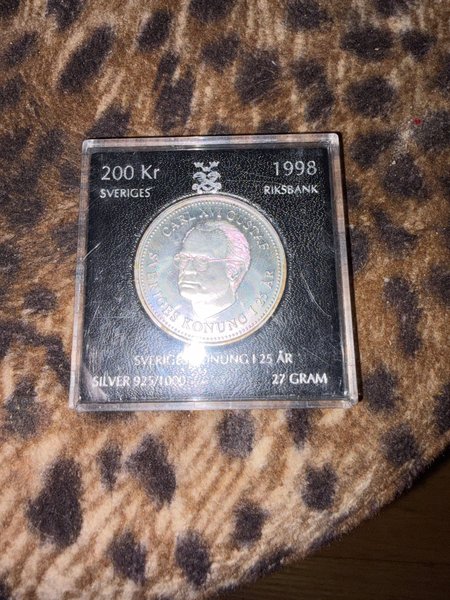 200 Kr
1998
SVERIGES
RIKSBANK
CARL XVI GUSTAF
SVERIGES KONUNG I 25 ÅR
SVERIGES KONUNG I 25 ÅR
SILVER 925/1000
27 GRAM